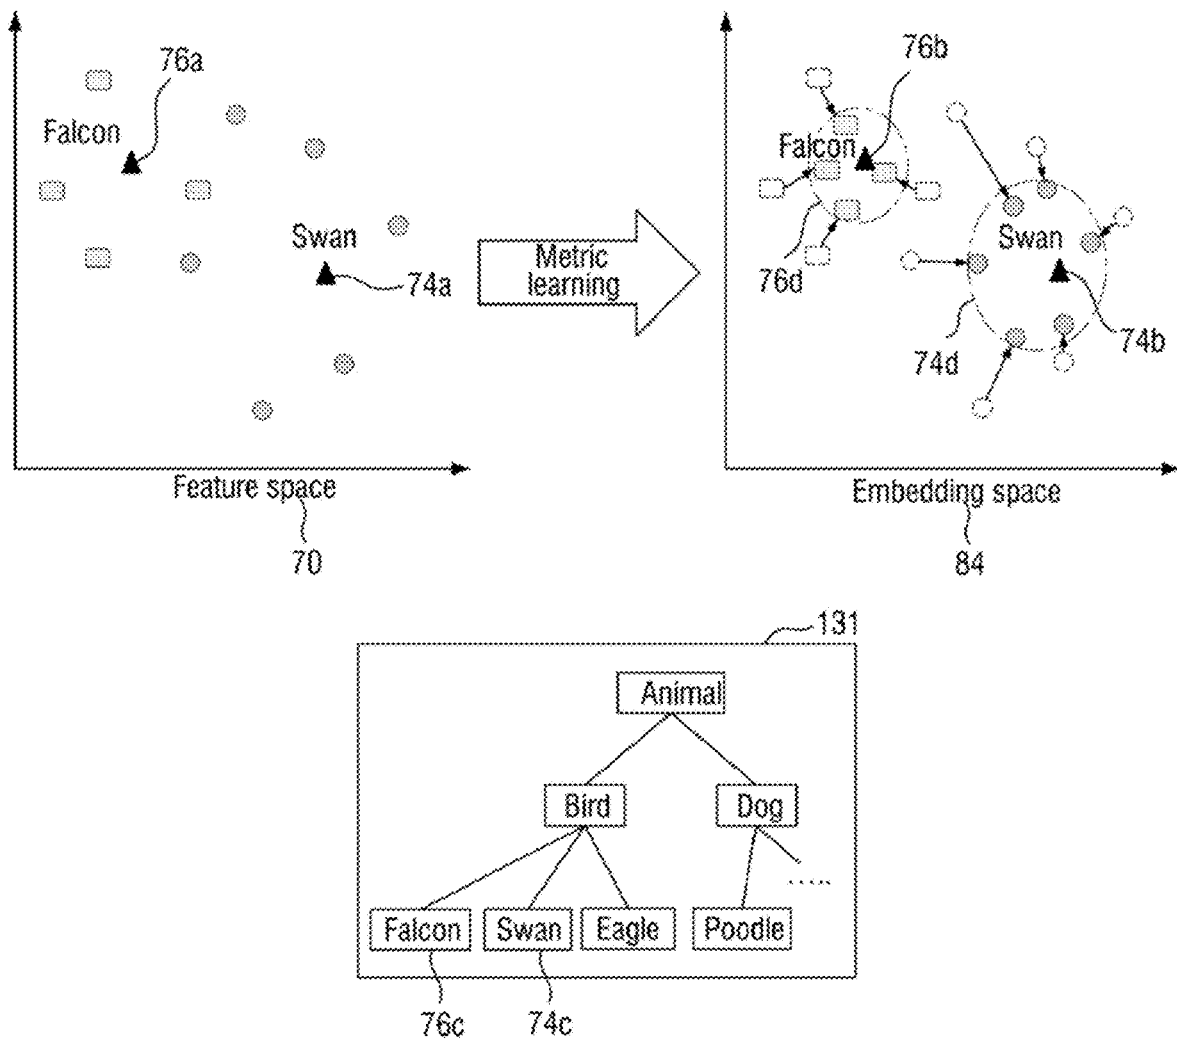 76a
Falcon
Swan
74a
Feature space
70
Metric
learning
76b
Falcon
76d
Swan
74d
74b
Embedding space
84
131
Animal
Bird
Dog
.....
Falcon
Swan
Eagle
Poodle
76c
74c